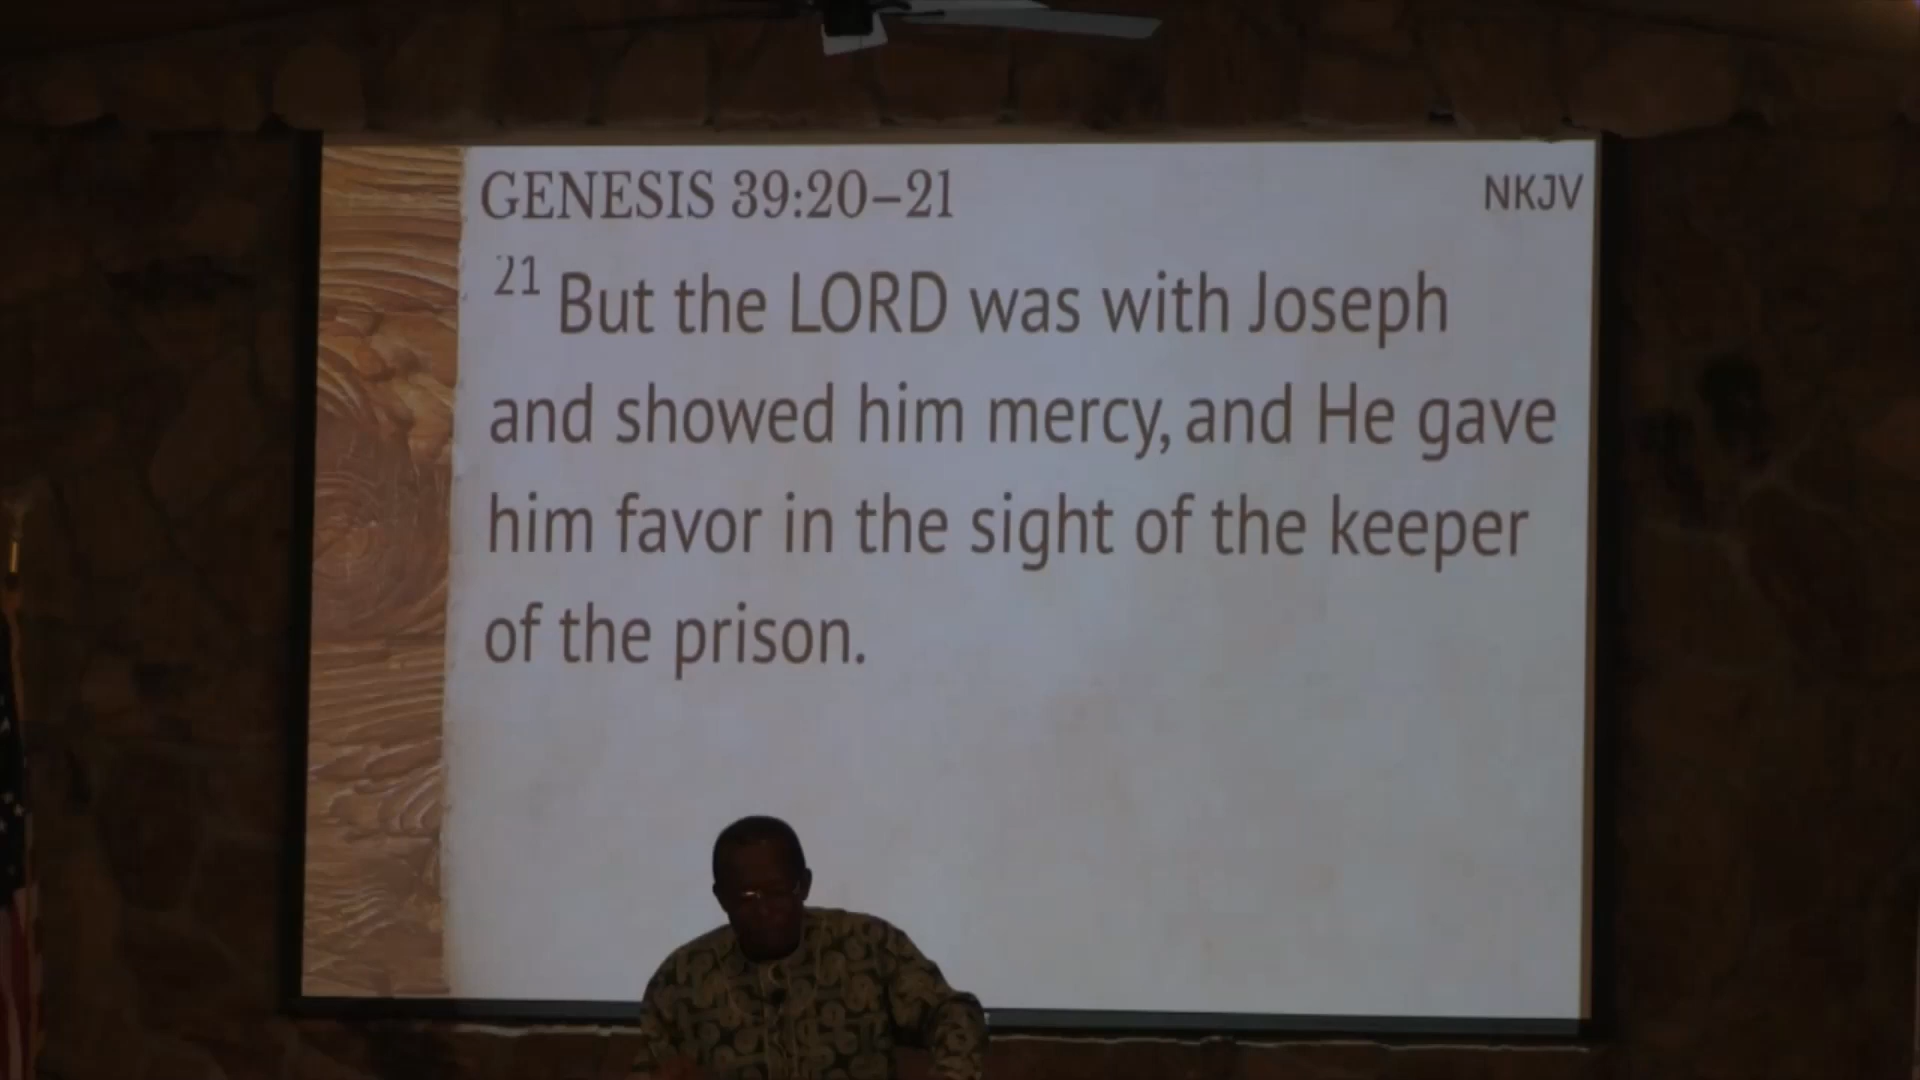 GENESIS 39:20–21 NKJV
21 But the LORD was with Joseph
and showed him mercy, and He gave
him favor in the sight of the keeper
of the prison.